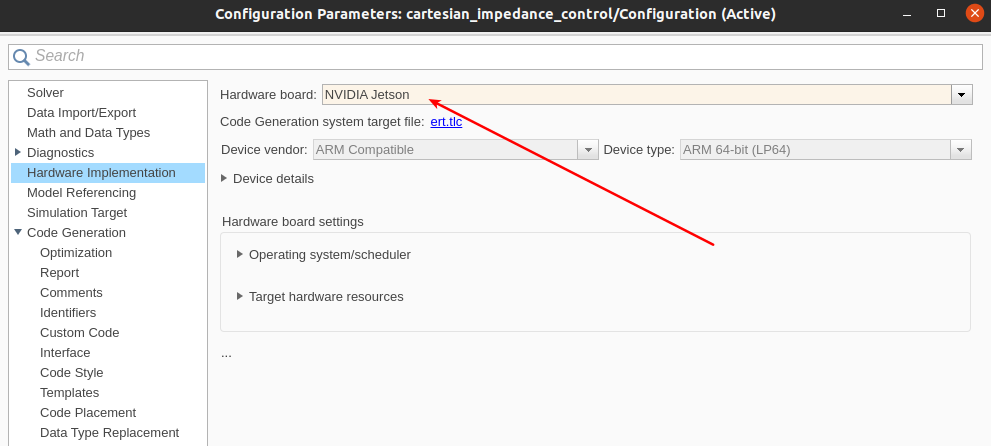 Configuration Parameters: cartesian_impedance_control/Configuration (Active)
Search
Solver
Data Import/Export
Math and Data Types
Diagnostics
Hardware Implementation
Model Referencing
Simulation Target
Code Generation
Optimization
Report
Comments
Identifiers
Custom Code
Interface
Code Style
Templates
Code Placement
Data Type Replacement
Hardware board: NVIDIA Jetson
Code Generation system target file: ert.tlc
Device vendor: ARM Compatible Device type: ARM 64-bit (LP64)
Device details
Hardware board settings
Operating system/scheduler
Target hardware resources
...